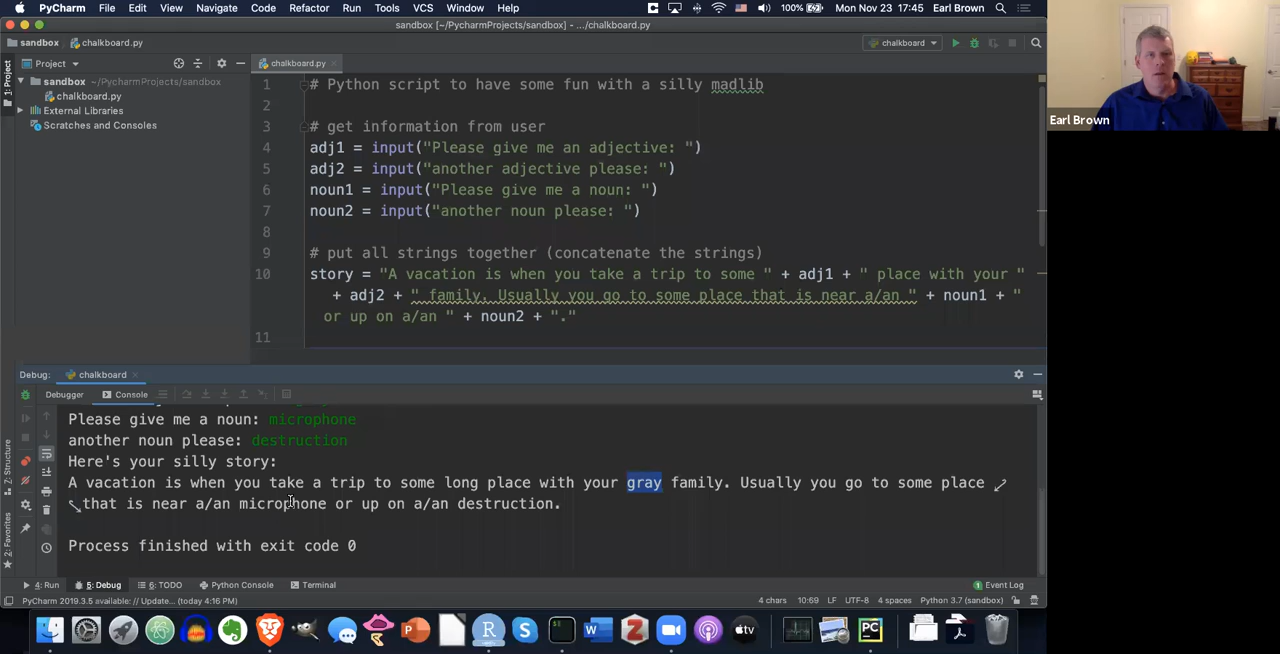 PyCharm File Edit View Navigate Code Refactor Run Tools VCS Window Help 100% Mon Nov 23 17:45 Earl Brown
sandbox [~/PycharmProjects/sandbox] - .../chalkboard.py
sandbox chalkboard.py chalkboard
Project chalkboard.py
1: Project
sandbox ~/PycharmProjects/sandbox
chalkboard.py
External Libraries
Scratches and Consoles
Earl Brown
1 # Python script to have some fun with a silly madlib
2
3 # get information from user
4 adj1 = input("Please give me an adjective: ")
5 adj2 = input("another adjective please: ")
6 noun1 = input("Please give me a noun: ")
7 noun2 = input("another noun please: ")
8
9 # put all strings together (concatenate the strings)
10 story = "A vacation is when you take a trip to some " + adj1 + " place with your "
+ adj2 + " family. Usually you go to some place that is near a/an " + noun1 + "
or up on a/an " + noun2 + "."
11
Debug: chalkboard
Debugger Console
Please give me a noun: microphone
another noun please: destruction
Here's your silly story:
A vacation is when you take a trip to some long place with your gray family. Usually you go to some place
that is near a/an microphone or up on a/an destruction.
Process finished with exit code 0
Z: Structure
2: Favorites
4: Run 5: Debug 6: TODO Python Console Terminal 1 Event Log
PyCharm 2019.3.5 available: // Update... (today 4:16 PM) 4 chars 10:69 LF UTF-8 4 spaces Python 3.7 (sandbox)
R S W Z tv PC